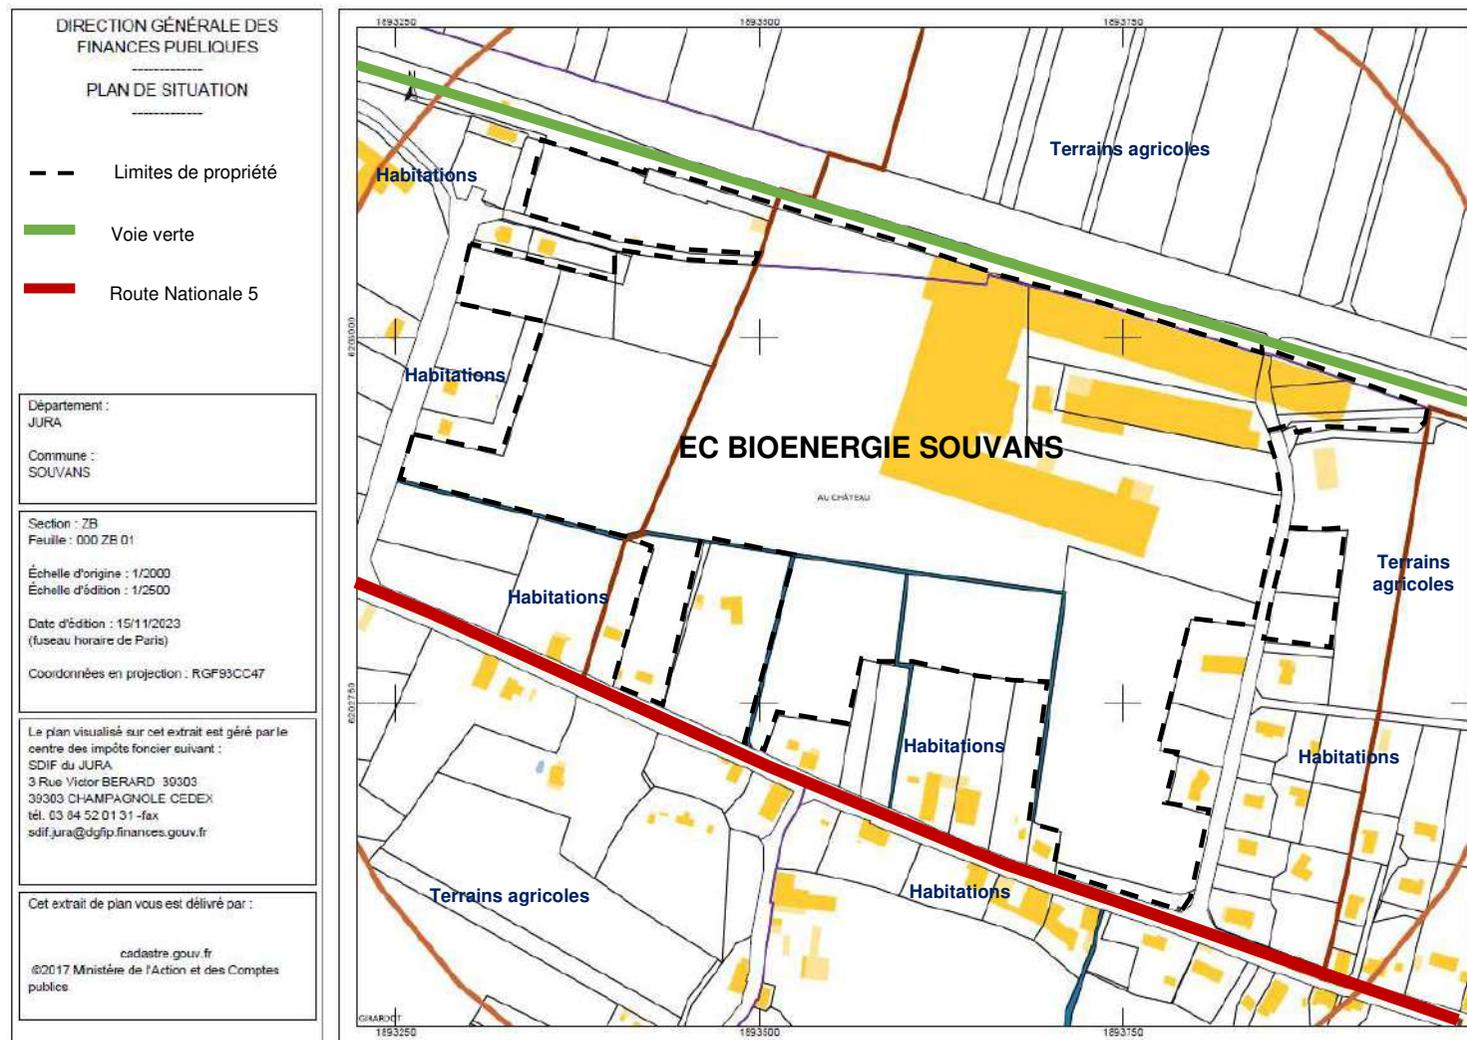 DIRECTION GÉNÉRALE DES
FINANCES PUBLIQUES
-------------
PLAN DE SITUATION
-------------
Limites de propriété
Voie verte
Route Nationale 5
Département :
JURA
Commune :
SOUVANS
Section : ZB
Feuille : 000 ZB 01
Échelle d'origine : 1/2000
Échelle d'édition : 1/2500
Date d'édition : 15/11/2023
(fuseau horaire de Paris)
Coordonnées en projection : RGF93CC47
Le plan visualisé sur cet extrait est géré par le
centre des impôts foncier suivant :
SDIF du JURA
3 Rue Victor BERARD 39303
39303 CHAMPAGNOLE CEDEX
tél. 03 84 52 01 31 -fax
sdif.jura@dgfip.finances.gouv.fr
Cet extrait de plan vous est délivré par :
cadastre.gouv.fr
©2017 Ministère de l'Action et des Comptes
publics
1893250
1893500
1893750
N
Terrains agricoles
Habitations
6203000
Habitations
EC BIOENERGIE SOUVANS
AU CHÂTEAU
Terrains
agricoles
Habitations
6202750
Habitations
Habitations
Terrains agricoles
Habitations
GIRARDOT
1893250
1893500
1893750